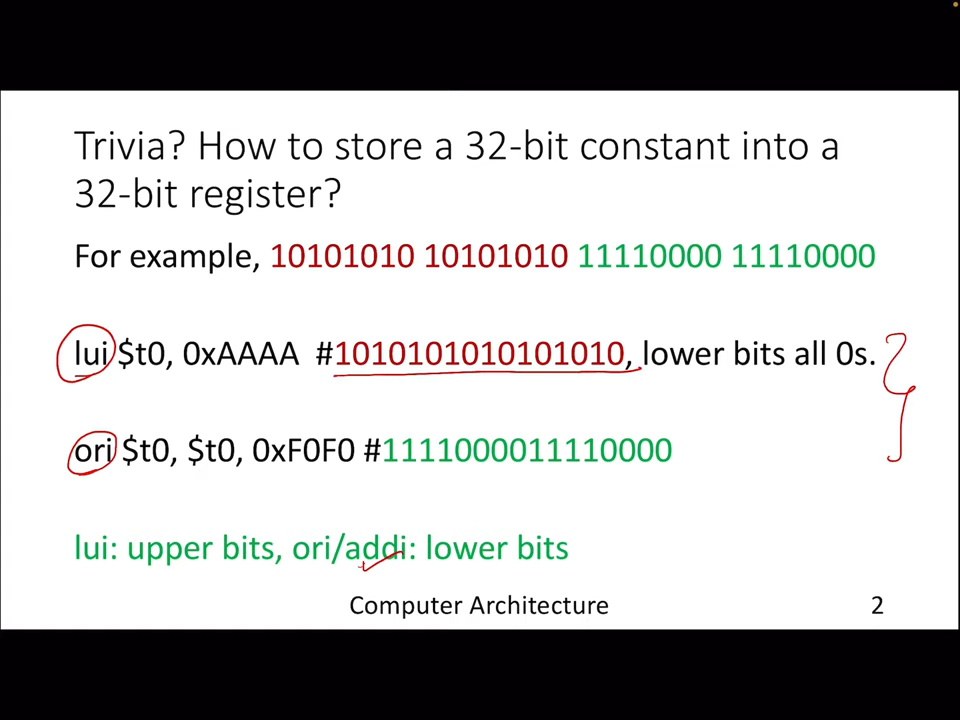 Trivia? How to store a 32-bit constant into a
32-bit register?
For example, 10101010 10101010 11110000 11110000
lui $t0, 0xAAAA #1010101010101010, lower bits all 0s.
ori $t0, $t0, 0xF0F0 #1111000011110000
lui: upper bits, ori/addi: lower bits
Computer Architecture 2